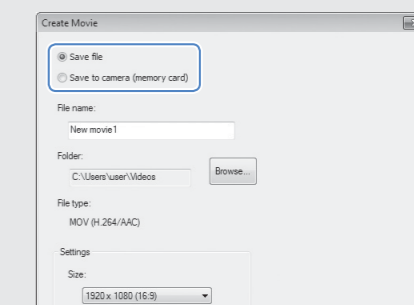 Create Movie
Save file
Save to camera (memory card)
File name:
New movie1
Folder:
C:\Users\user\Videos
Browse...
File type:
MOV (H.264/AAC)
Settings
Size:
1920 x 1080 (16:9)